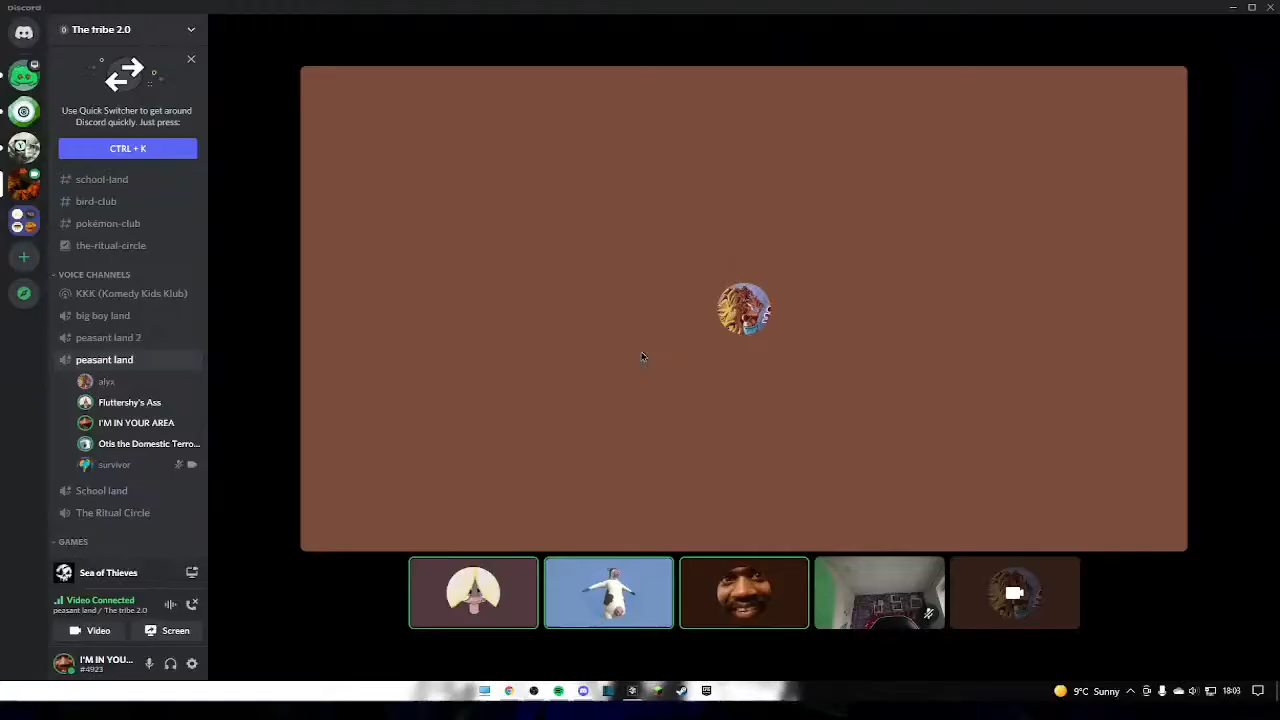 Discord
The tribe 2.0
Use Quick Switcher to get around
Discord quickly. Just press:
CTRL + K
school-land
bird-club
pokémon-club
the-ritual-circle
VOICE CHANNELS
KKK (Komedy Kids Klub)
big boy land
peasant land 2
peasant land
alyx
Fluttershy's Ass
I'M IN YOUR AREA
Otis the Domestic Terro...
survivor
School land
The Ritual Circle
GAMES
Sea of Thieves
Video Connected
peasant land / The tribe 2.0
Video
Screen
I'M IN YOU...
#4923
9°C Sunny
18:03